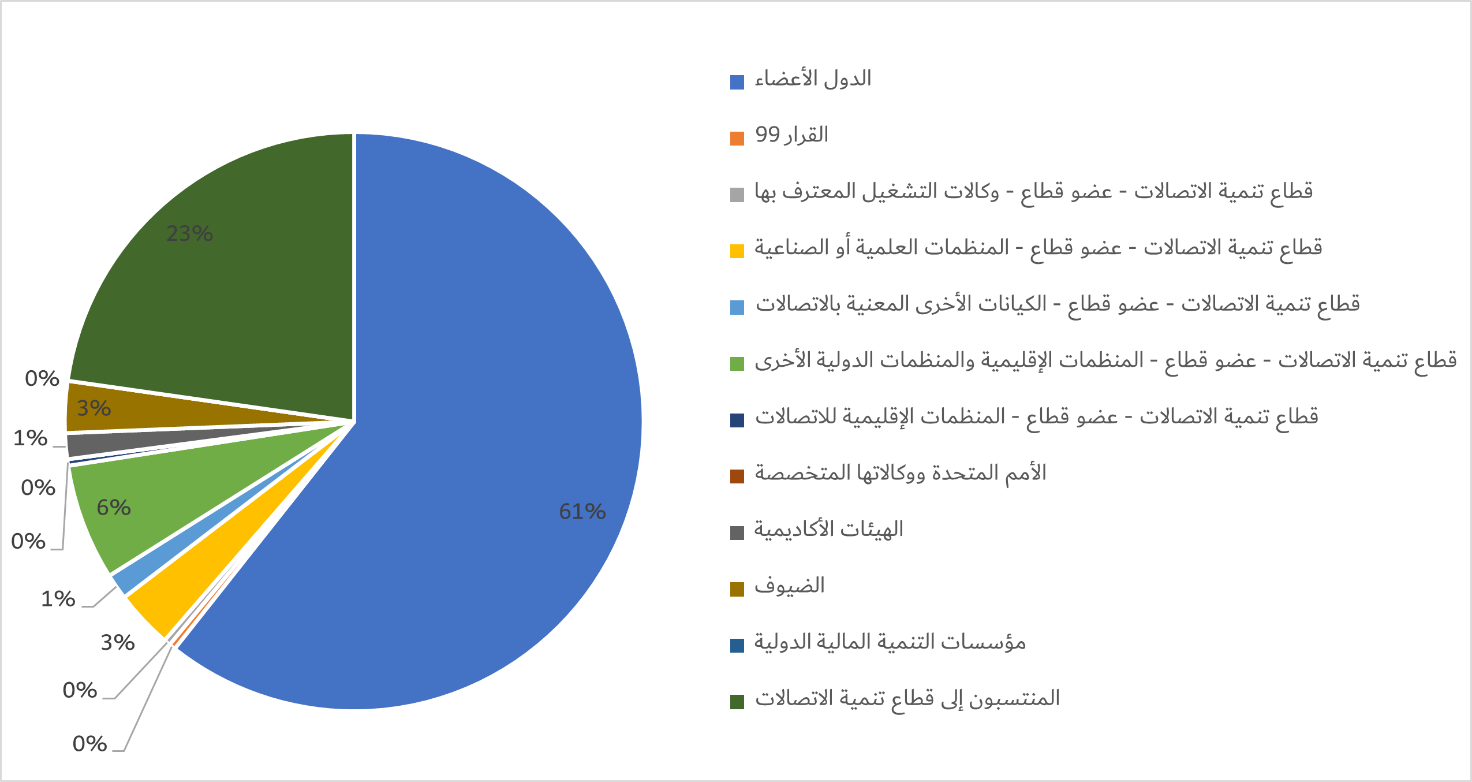 الدول الأعضاء
القرار 99
قطاع تنمية الاتصالات - عضو قطاع - وكالات التشغيل المعترف بها
قطاع تنمية الاتصالات - عضو قطاع - المنظمات العلمية أو الصناعية
قطاع تنمية الاتصالات - عضو قطاع - الكيانات الأخرى المعنية بالاتصالات
قطاع تنمية الاتصالات - عضو قطاع - المنظمات الإقليمية والمنظمات الدولية الأخرى
قطاع تنمية الاتصالات - عضو قطاع - المنظمات الإقليمية للاتصالات
الأمم المتحدة ووكالاتها المتخصصة
الهيئات الأكاديمية
الضيوف
مؤسسات التنمية المالية الدولية
المنتسبون إلى قطاع تنمية الاتصالات
23%
0%
3%
1%
0%
6%
61%
0%
1%
3%
0%
0%